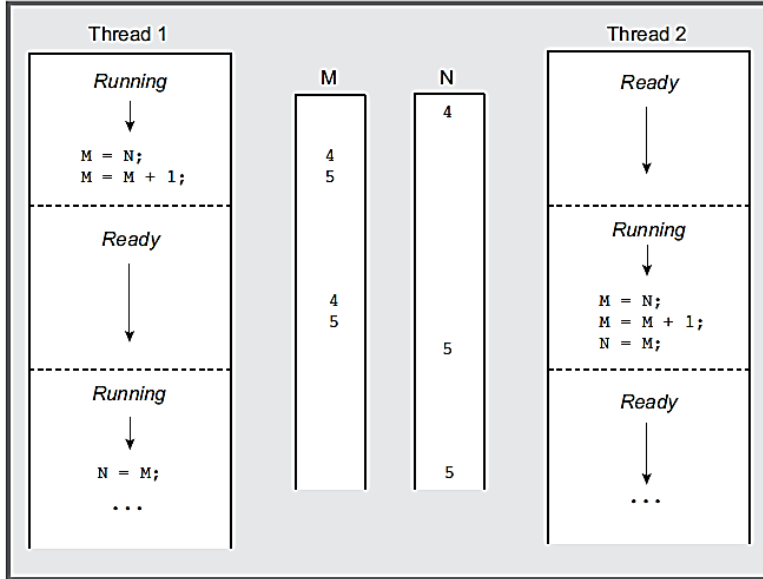 Thread 1
Running
M = N;
M = M + 1;
Ready
Running
N = M;
...
M
4
5
4
5
N
4
5
5
Thread 2
Ready
Running
M = N;
M = M + 1;
N = M;
Ready
...